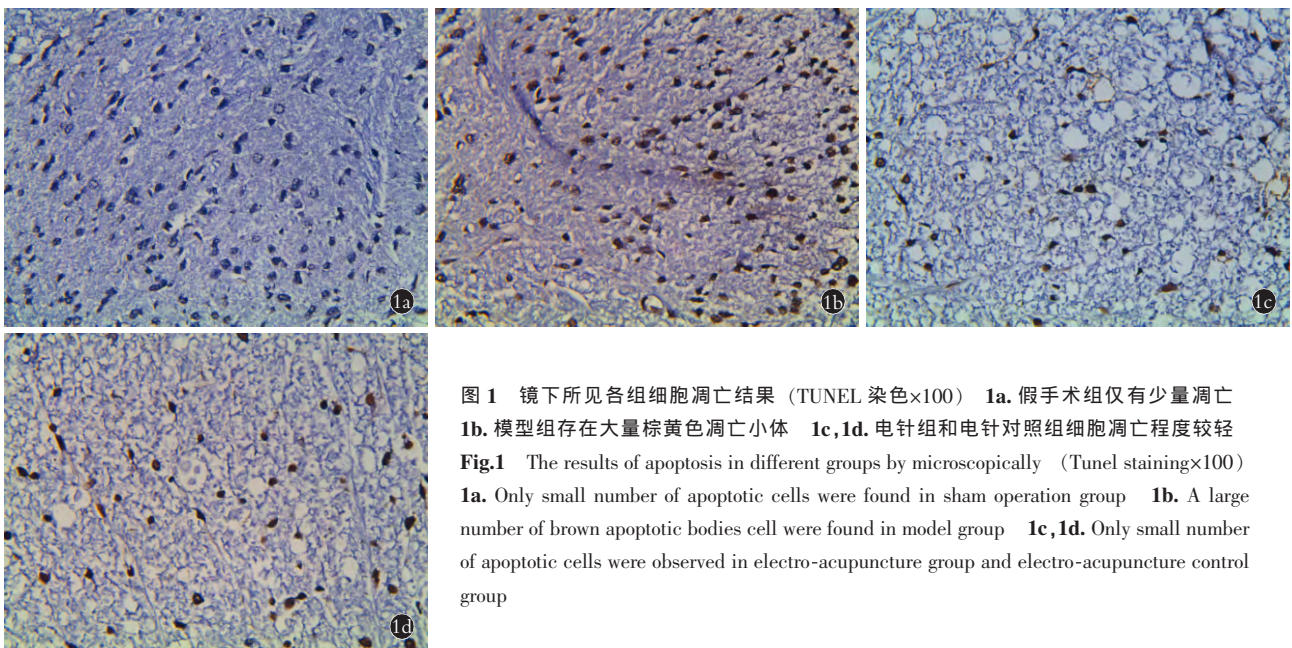 1a
1b
1c
1d
图 1 镜下所见各组细胞凋亡结果（TUNEL 染色×100） 1a. 假手术组仅有少量凋亡
1b. 模型组存在大量棕黄色凋亡小体 1c,1d. 电针组和电针对照组细胞凋亡程度较轻
Fig.1 The results of apoptosis in different groups by microscopically （Tunel staining×100）
1a. Only small number of apoptotic cells were found in sham operation group 1b. A large
number of brown apoptotic bodies cell were found in model group 1c,1d. Only small number
of apoptotic cells were observed in electro-acupuncture group and electro-acupuncture control
group